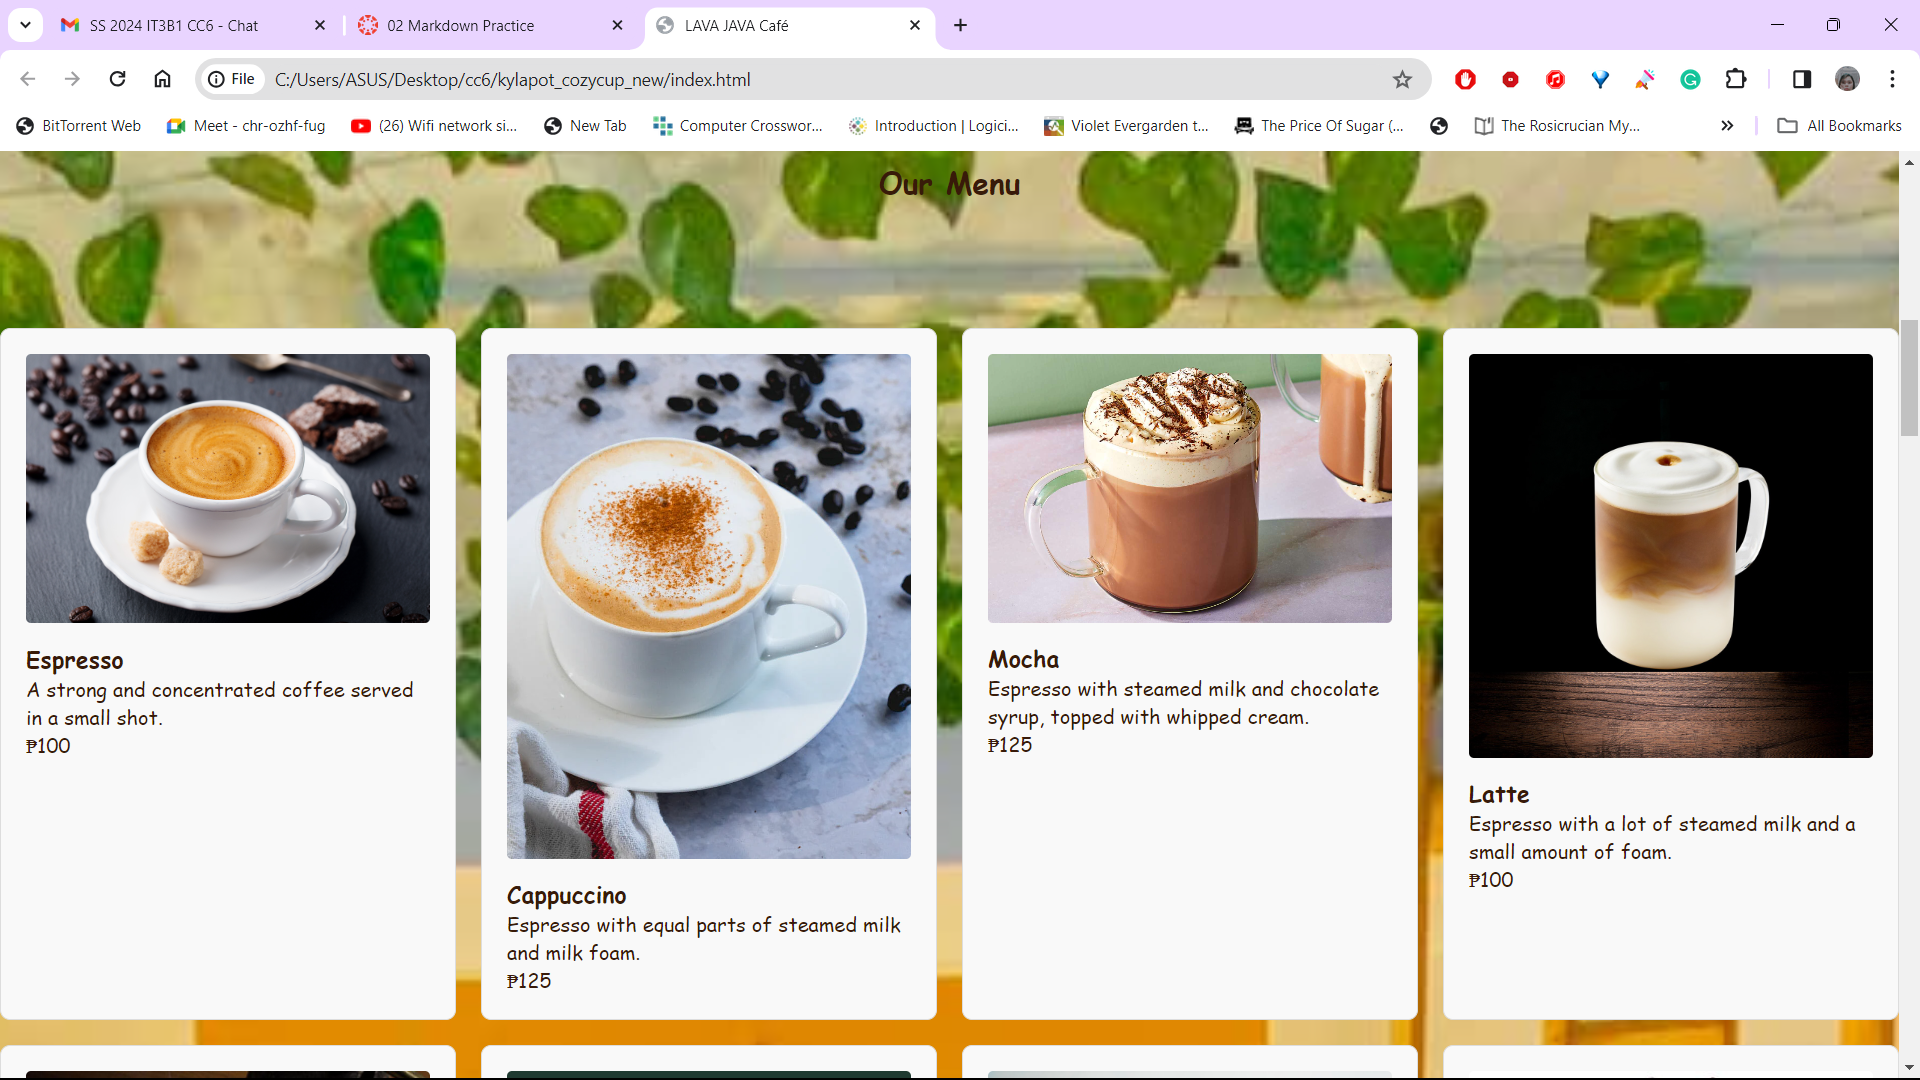 SS 2024 IT3B1 CC6 - Chat
02 Markdown Practice
LAVA JAVA Café
File
C:/Users/ASUS/Desktop/cc6/kylapot_cozycup_new/index.html
BitTorrent Web
Meet - chr-ozhf-fug
(26) Wifi network si...
New Tab
Computer Crosswor...
Introduction | Logici...
Violet Evergarden t...
The Price Of Sugar (...
The Rosicrucian My...
All Bookmarks
Our Menu
Espresso
A strong and concentrated coffee served
in a small shot.
₱100
Cappuccino
Espresso with equal parts of steamed milk
and milk foam.
₱125
Mocha
Espresso with steamed milk and chocolate
syrup, topped with whipped cream.
₱125
Latte
Espresso with a lot of steamed milk and a
small amount of foam.
₱100